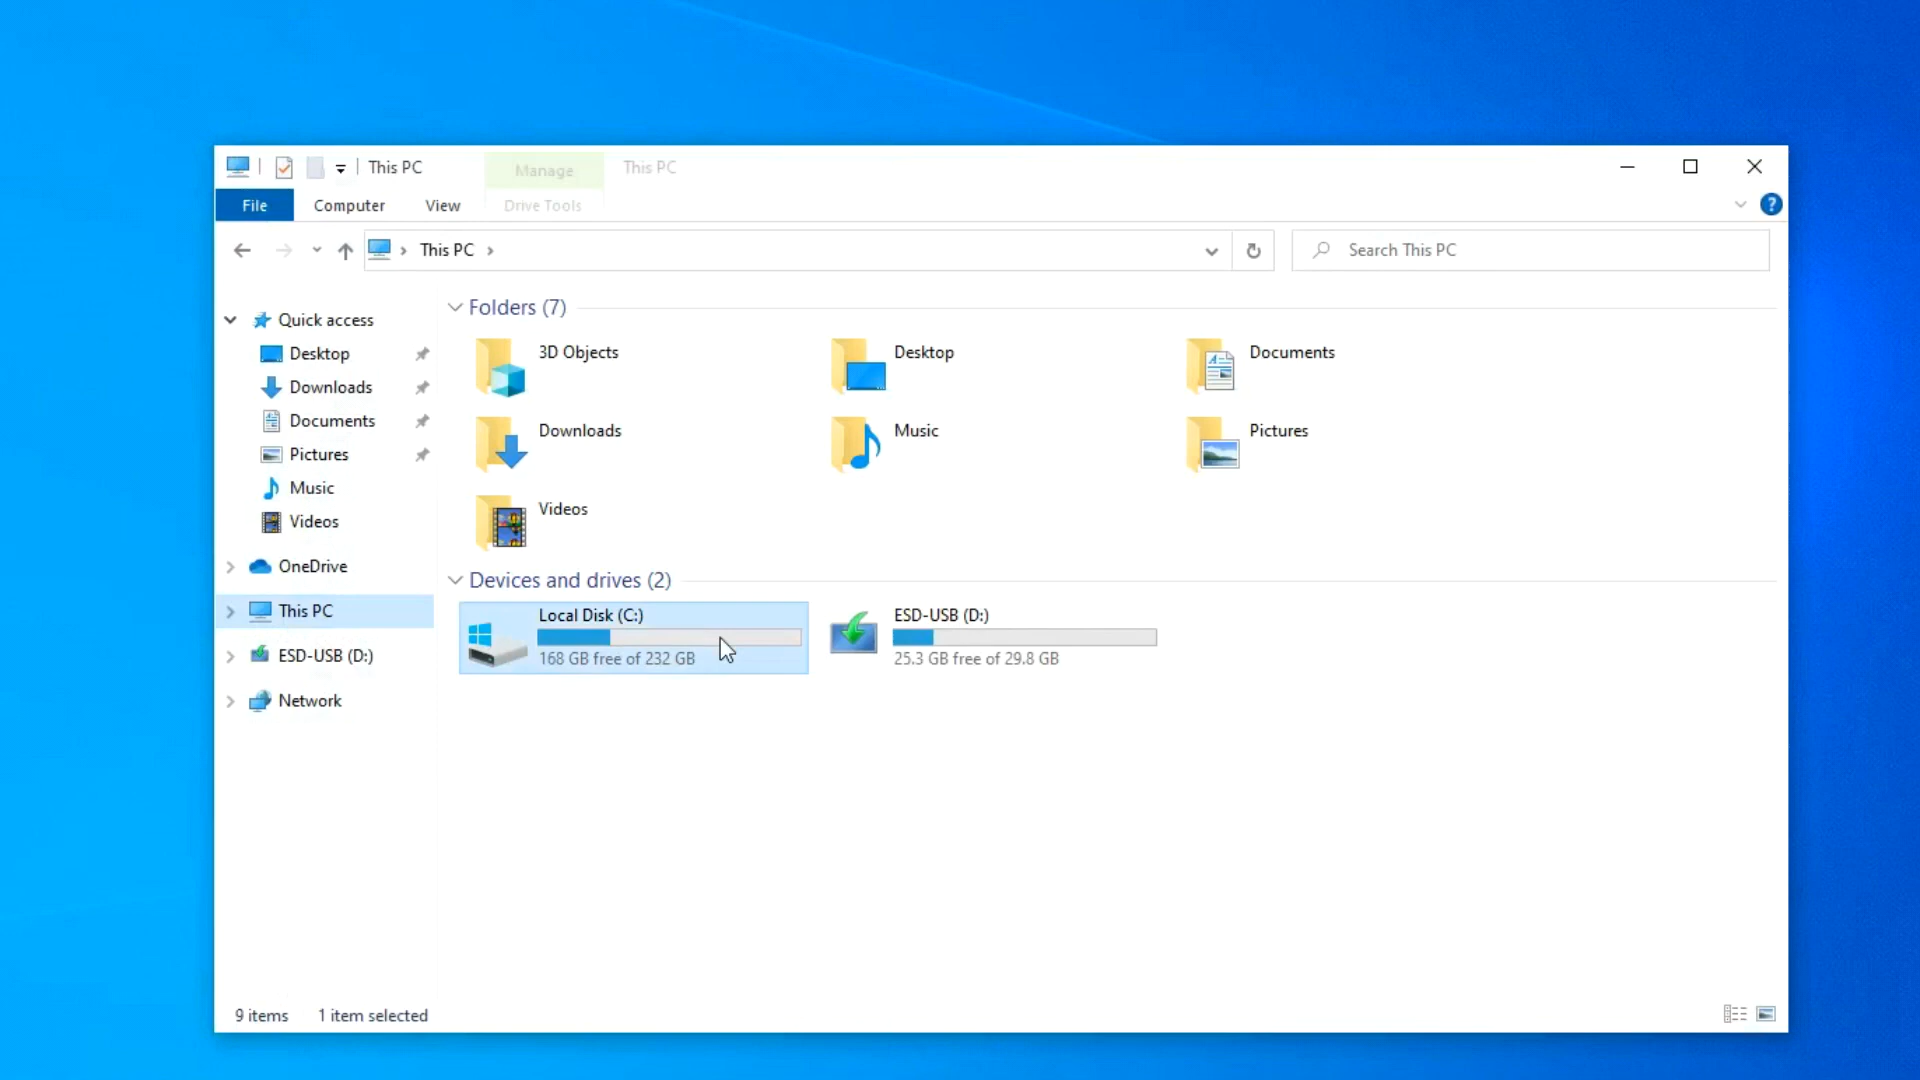 This PC
Manage
This PC
File
Computer
View
Drive Tools
?
This PC
Search This PC
Quick access
Desktop
Downloads
Documents
Pictures
Music
Videos
OneDrive
This PC
ESD-USB (D:)
Network
Folders (7)
3D Objects
Desktop
Documents
Downloads
Music
Pictures
Videos
Devices and drives (2)
Local Disk (C:)
168 GB free of 232 GB
ESD-USB (D:)
25.3 GB free of 29.8 GB
9 items
1 item selected